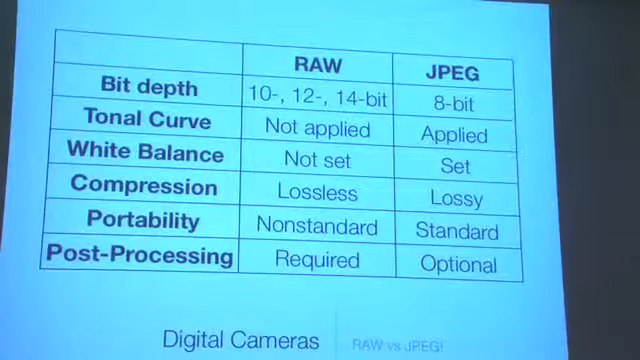 RAW JPEG
Bit depth 10-, 12-, 14-bit 8-bit
Tonal Curve Not applied Applied
White Balance Not set Set
Compression Lossless Lossy
Portability Nonstandard Standard
Post-Processing Required Optional
Digital Cameras RAW vs JPEG!